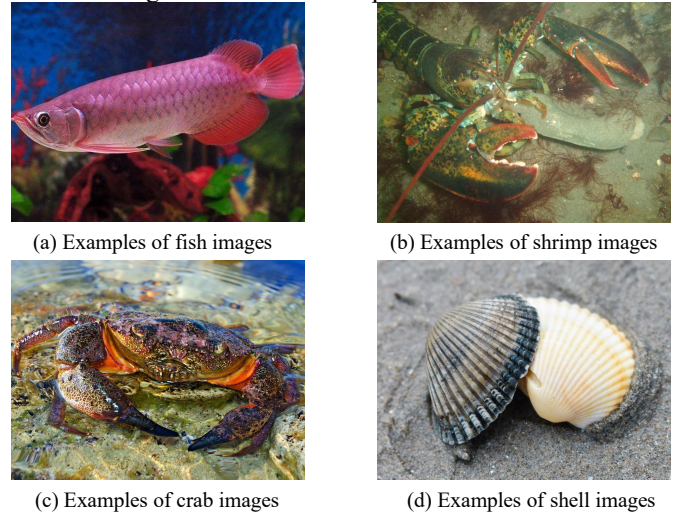 (a) Examples of fish images
(b) Examples of shrimp images
(c) Examples of crab images
(d) Examples of shell images